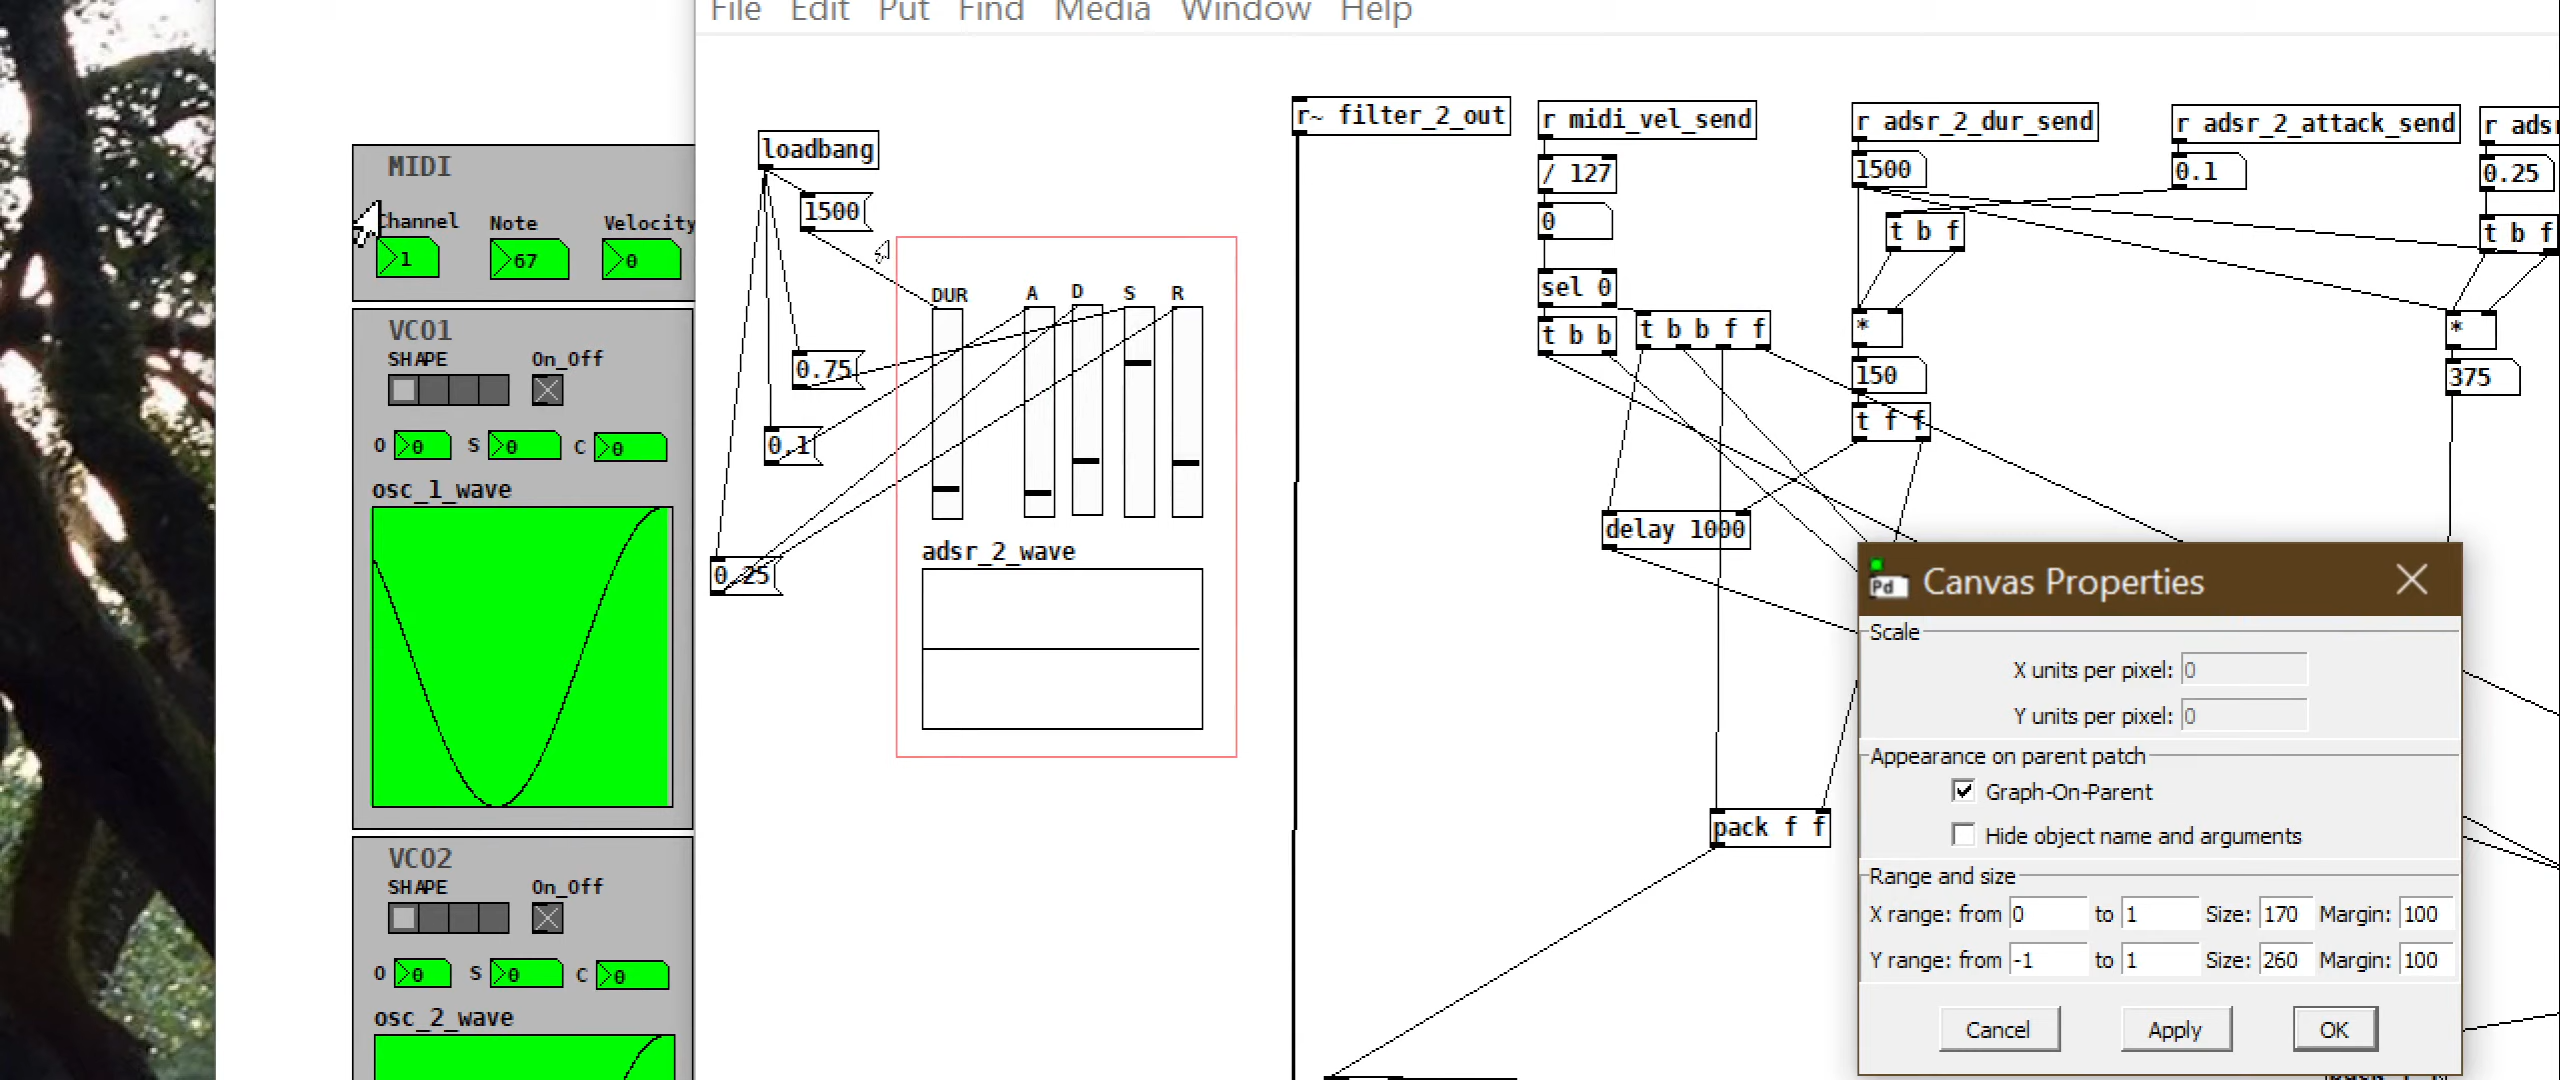 File Edit Put Find Media Window Help
MIDI
Channel Note Velocity
1 67 0
VCO1
SHAPE On_Off
O 0 S 0 C 0
osc_1_wave
VCO2
SHAPE On_Off
O 0 S 0 C 0
osc_2_wave
loadbang
1500
0.75
0.1
0.25
DUR A D S R
adsr_2_wave
r~ filter_2_out
r midi_vel_send
/ 127
0
sel 0
t b b
t b b f f
delay 1000
pack f f
r adsr_2_dur_send
1500
t b f
*
150
t f f
r adsr_2_attack_send
0.1
r ads
0.25
t b f
*
375
Pd Canvas Properties
Scale
X units per pixel: 0
Y units per pixel: 0
Appearance on parent patch
Graph-On-Parent
Hide object name and arguments
Range and size
X range: from 0 to 1 Size: 170 Margin: 100
Y range: from -1 to 1 Size: 260 Margin: 100
Cancel Apply OK